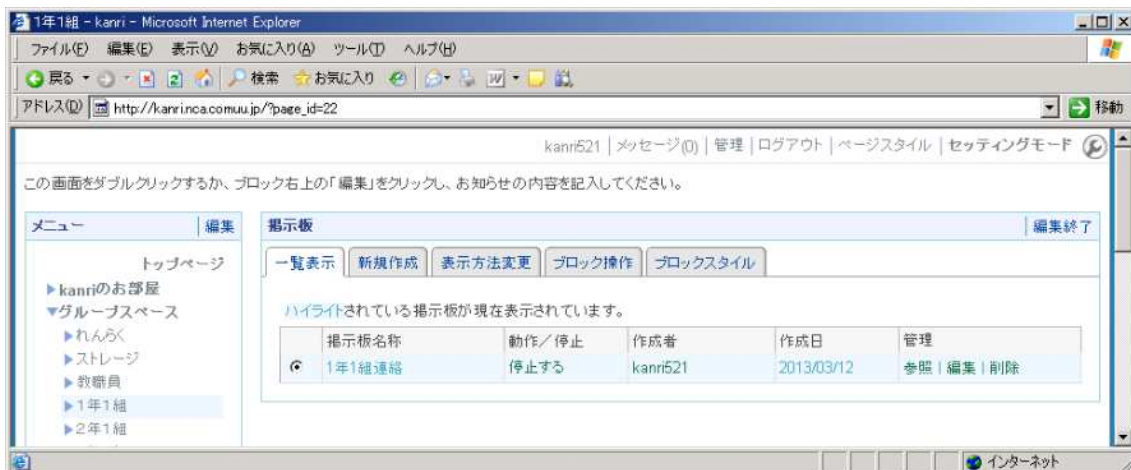 1年1組 - kanri - Microsoft Internet Explorer
ファイル(F) 編集(E) 表示(V) お気に入り(A) ツール(T) ヘルプ(H)
戻る 検索 お気に入り
アドレス(D) http://kanri.nca.comuu.jp/?page_id=22 移動
kanri521 | メッセージ(0) | 管理 | ログアウト | ページスタイル | セッティングモード
この画面をダブルクリックするか、ブロック右上の「編集」をクリックし、お知らせの内容を記入してください。
メニュー | 編集
掲示板 | 編集終了
トップページ
kanriのお部屋
グループスペース
れんらく
ストレージ
教職員
1年1組
2年1組
一覧表示 新規作成 表示方法変更 ブロック操作 ブロックスタイル
ハイライトされている掲示板が現在表示されています。
掲示板名称 動作/停止 作成者 作成日 管理
1年1組連絡 停止する kanri521 2013/03/12 参照 | 編集 | 削除
インターネット